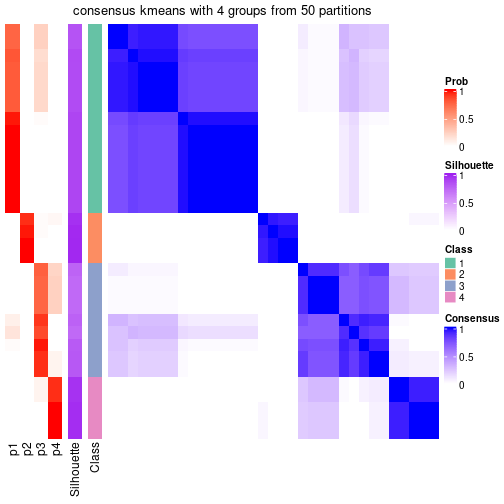 consensus kmeans with 4 groups from 50 partitions
Prob
1
0.5
0
Silhouette
1
0.5
0
Class
1
2
3
4
Consensus
1
0.5
0
p1
p2
p3
p4
Silhouette
Class